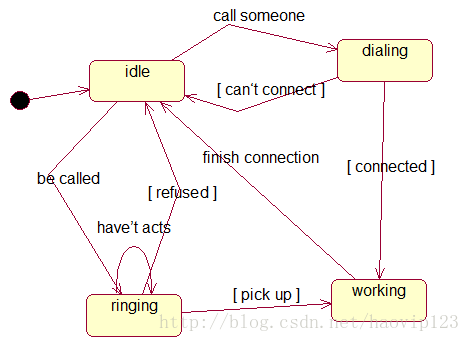 call someone
dialing
idle
[ can't connect ]
finish connection
[ connected ]
be called
[ refused ]
have't acts
[ pick up ]
working
ringing
http://blog.csdn.net/haovip123